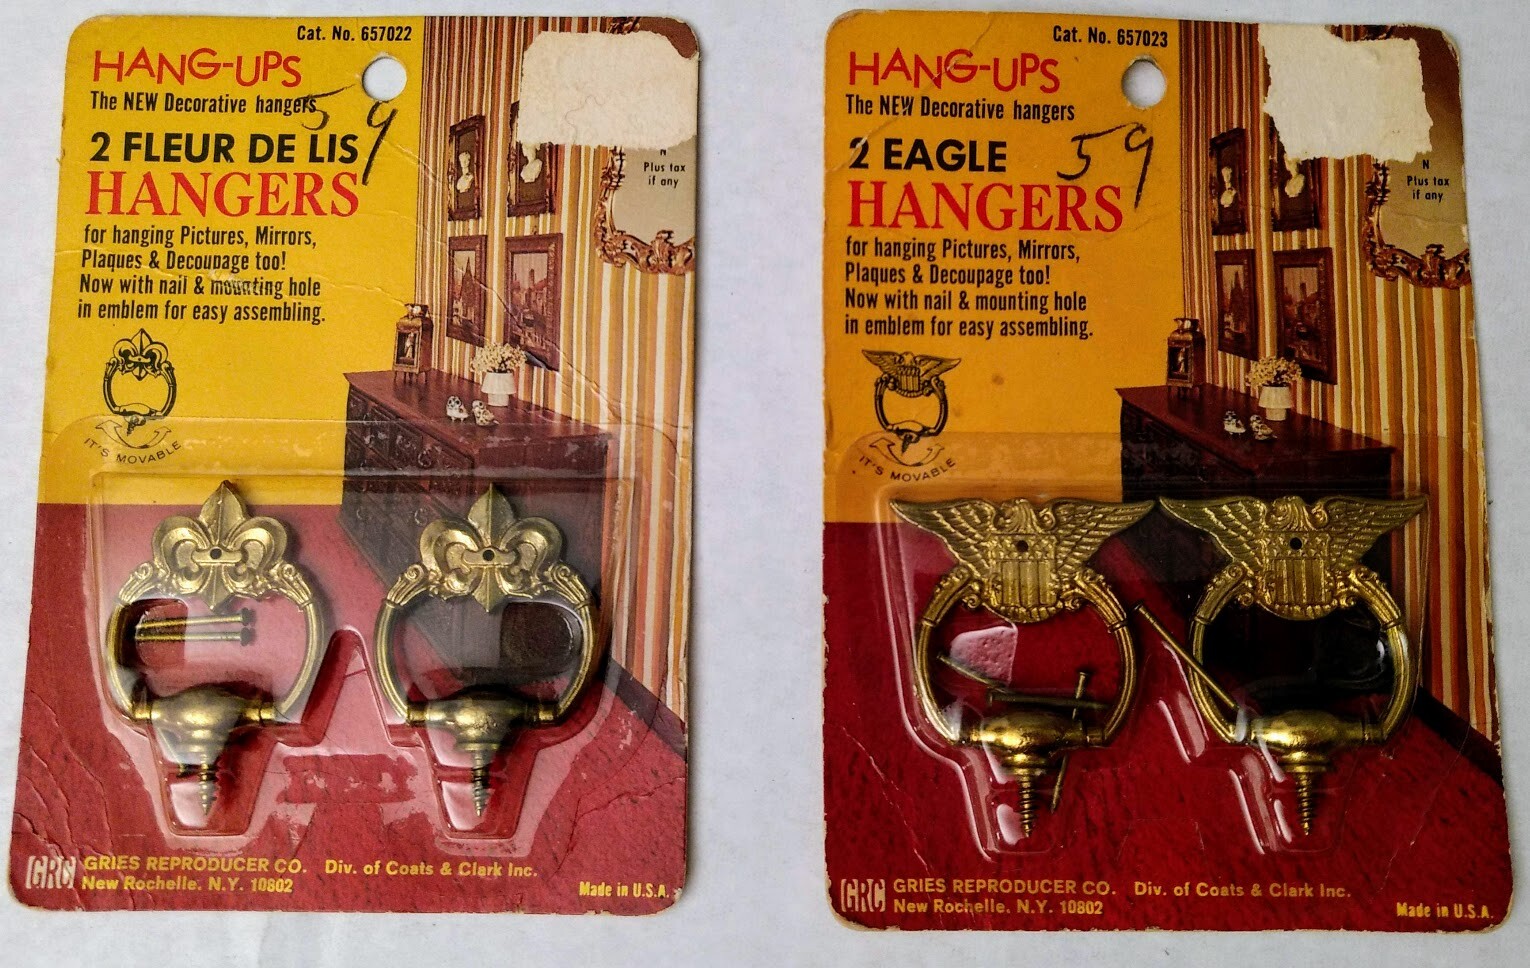 Cat. No. 657022
HANG-UPS
The NEW Decorative hangers
59
2 FLEUR DE LIS
HANGERS
for hanging Pictures, Mirrors,
Plaques & Decoupage too!
Now with nail & mounting hole
in emblem for easy assembling.
N
Plus tax
if any
IT'S MOVABLE
GRC
GRIES REPRODUCER CO. Div. of Coats & Clark Inc.
New Rochelle, N.Y. 10802
Made in U.S.A.
Cat. No. 657023
HANG-UPS
The NEW Decorative hangers
59
2 EAGLE
HANGERS
for hanging Pictures, Mirrors,
Plaques & Decoupage too!
Now with nail & mounting hole
in emblem for easy assembling.
N
Plus tax
if any
IT'S MOVABLE
GRC
GRIES REPRODUCER CO. Div. of Coats & Clark Inc.
New Rochelle, N.Y. 10802
Made in U.S.A.